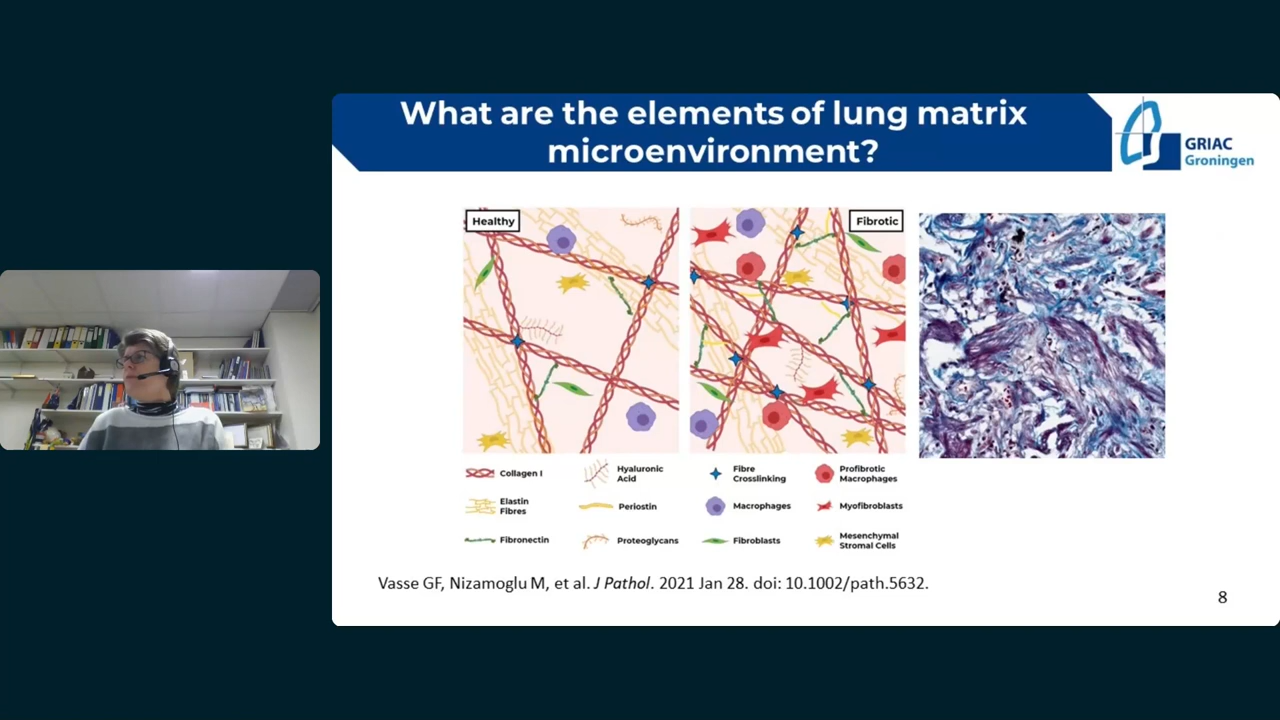 What are the elements of lung matrix
microenvironment?
GRIAC
Groningen
Healthy
Fibrotic
Collagen I
Hyaluronic
Acid
Fibre
Crosslinking
Profibrotic
Macrophages
Elastin
Fibres
Periostin
Macrophages
Myofibroblasts
Fibronectin
Proteoglycans
Fibroblasts
Mesenchymal
Stromal Cells
Vasse GF, Nizamoglu M, et al. J Pathol. 2021 Jan 28. doi: 10.1002/path.5632.
8